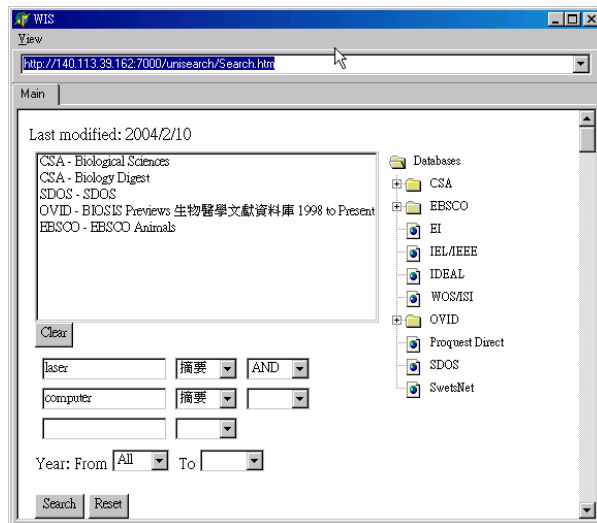 WIS
View
http://140.113.39.162:7000/unisearch/Search.htm
Main
Last modified: 2004/2/10
CSA - Biological Sciences
CSA - Biology Digest
SDOS - SDOS
OVID - BIOSIS Previews 生物醫學文獻資料庫 1998 to Present
EBSCO - EBSCO Animals
Databases
CSA
EBSCO
EI
IEL/IEEE
IDEAL
WOS/ISI
OVID
Proquest Direct
SDOS
SwetsNet
Clear
laser 摘要 AND
computer 摘要
Year: From All To
Search Reset